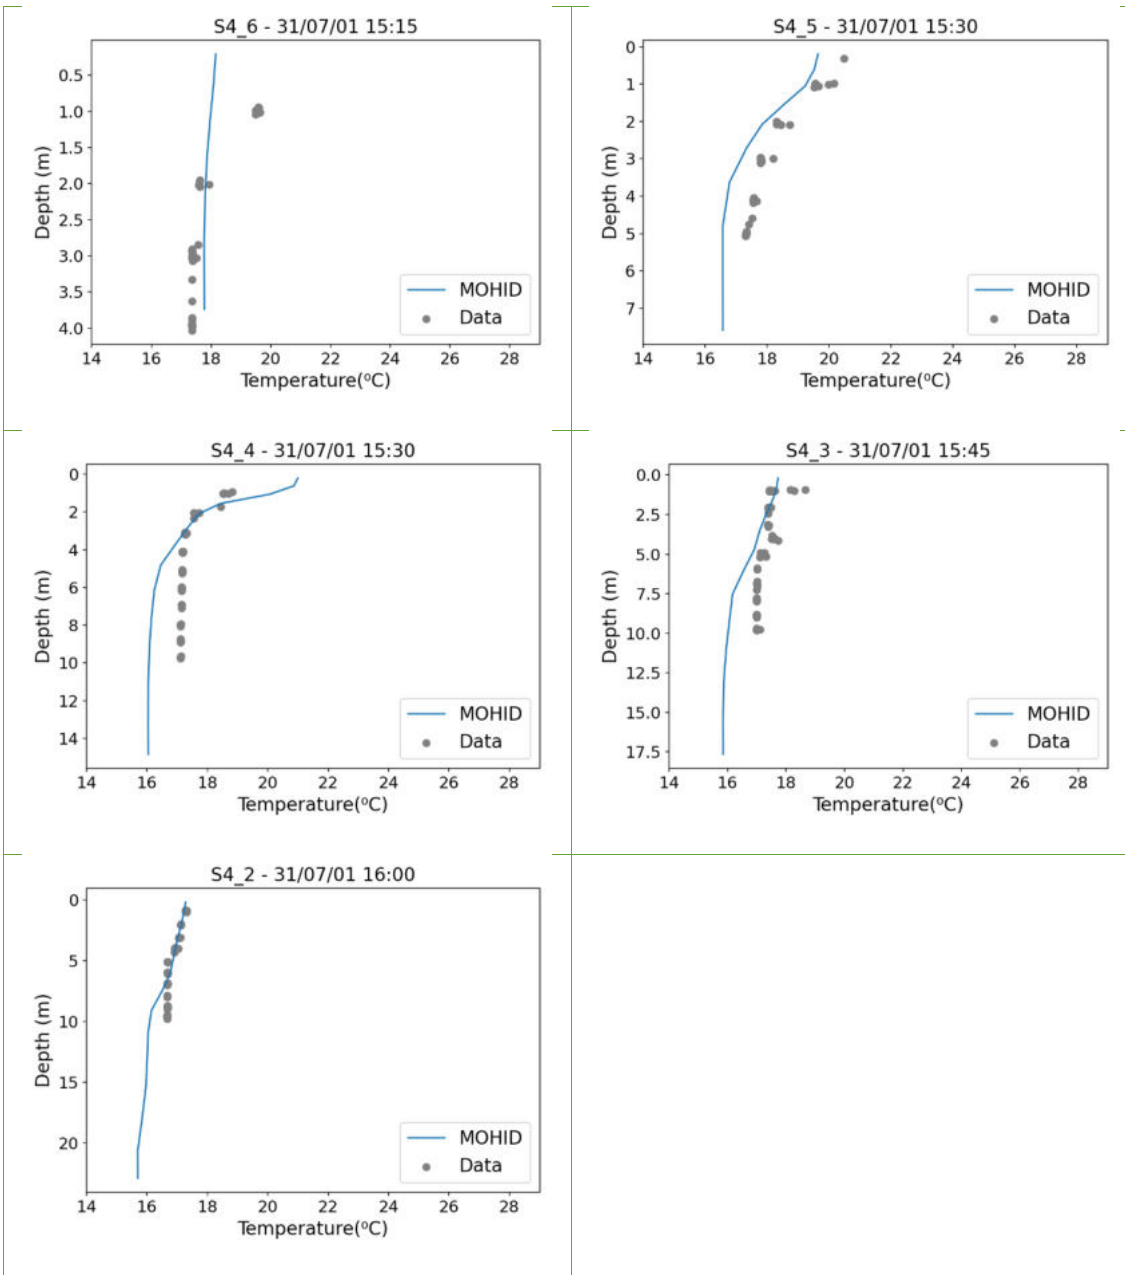 S4_6 - 31/07/01 15:15
0.5
1.0
1.5
2.0
2.5
3.0
3.5
4.0
Depth (m)
MOHID
Data
14 16 18 20 22 24 26 28
Temperature(ºC)
S4_5 - 31/07/01 15:30
0
1
2
3
4
5
6
7
Depth (m)
MOHID
Data
14 16 18 20 22 24 26 28
Temperature(ºC)
S4_4 - 31/07/01 15:30
0
2
4
6
8
10
12
14
Depth (m)
MOHID
Data
14 16 18 20 22 24 26 28
Temperature(ºC)
S4_3 - 31/07/01 15:45
0.0
2.5
5.0
7.5
10.0
12.5
15.0
17.5
Depth (m)
MOHID
Data
14 16 18 20 22 24 26 28
Temperature(ºC)
S4_2 - 31/07/01 16:00
0
5
10
15
20
Depth (m)
MOHID
Data
14 16 18 20 22 24 26 28
Temperature(ºC)